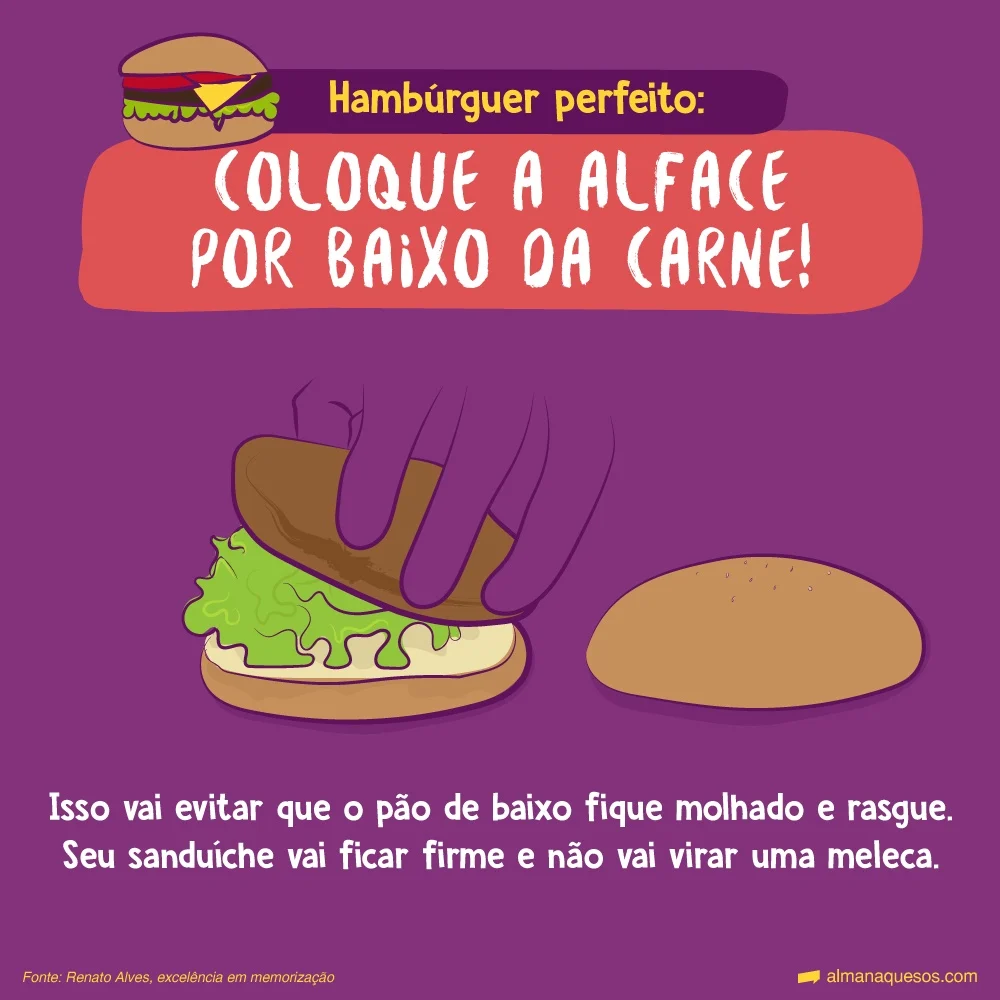 Hambúrguer perfeito:
COLOQUE A ALFACE
POR BAiXO DA CARNE!
Isso vai evitar que o pão de baixo fique molhado e rasgue.
Seu sanduíche vai ficar firme e não vai virar uma meleca.
Fonte: Renato Alves, excelência em memorização
almanaquesos.com